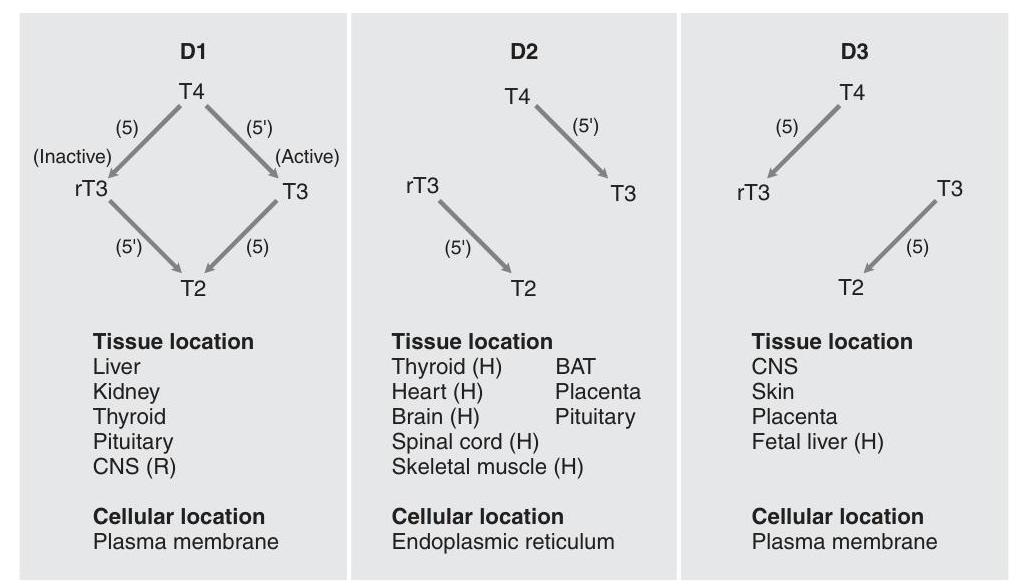 D1
T4
(5)
(5')
(Inactive)
(Active)
rT3
T3
(5')
(5)
T2
Tissue location
Liver
Kidney
Thyroid
Pituitary
CNS (R)
Cellular location
Plasma membrane
D2
T4
(5')
rT3
T3
(5')
T2
Tissue location
Thyroid (H) BAT
Heart (H) Placenta
Brain (H) Pituitary
Spinal cord (H)
Skeletal muscle (H)
Cellular location
Endoplasmic reticulum
D3
T4
(5)
rT3
T3
(5)
T2
Tissue location
CNS
Skin
Placenta
Fetal liver (H)
Cellular location
Plasma membrane